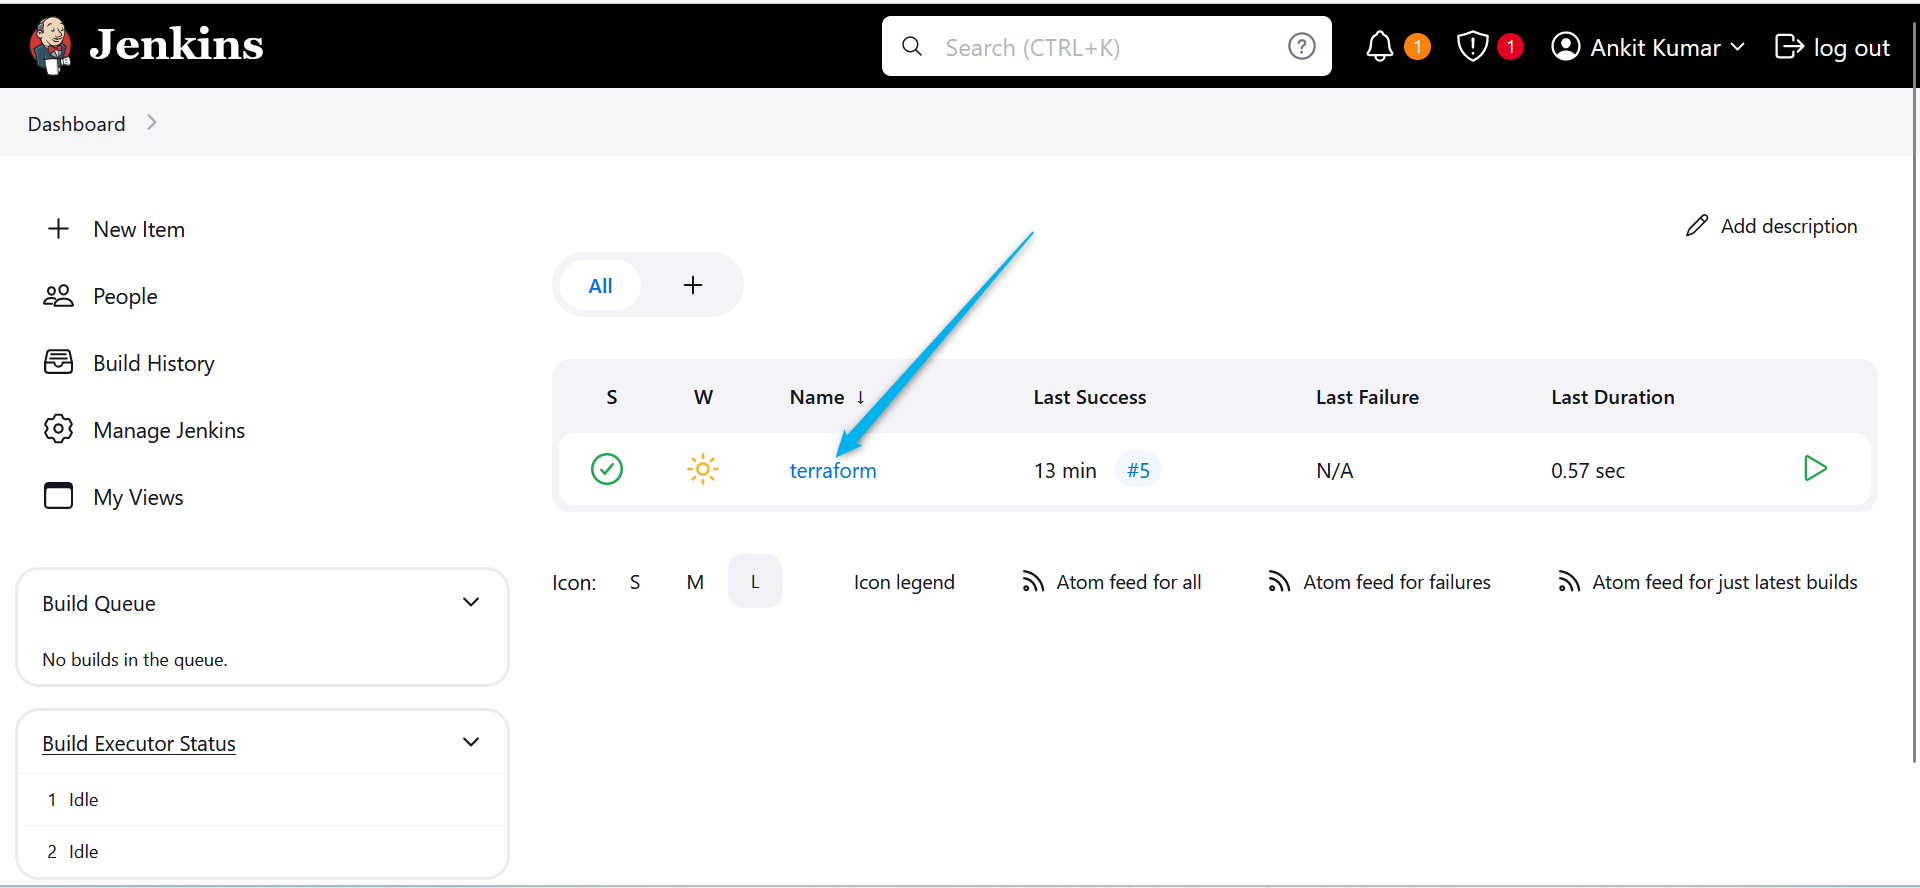 Jenkins
Search (CTRL+K)
1
1
Ankit Kumar
log out
Dashboard
New Item
People
Build History
Manage Jenkins
My Views
Build Queue
No builds in the queue.
Build Executor Status
1 Idle
2 Idle
Add description
All +
S W Name ↓ Last Success Last Failure Last Duration
terraform 13 min #5 N/A 0.57 sec
Icon: S M L Icon legend Atom feed for all Atom feed for failures Atom feed for just latest builds